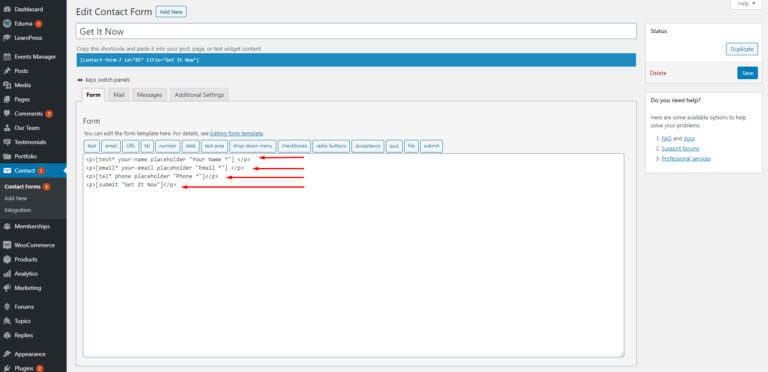 Dashboard
Eduma 1
LearnPress
Events Manager
Posts
Media
Pages
Comments 7
Our Team
Testimonials
Portfolio
Contact 1
Contact Forms 1
Add New
Integration
Memberships
WooCommerce
Products
Analytics
Marketing
Forums
Topics
Replies
Appearance
Plugins 2
Help
Edit Contact Form Add New
Get It Now
Copy this shortcode and paste it into your post, page, or text widget content:
[contact-form-7 id="85" title="Get It Now"]
keys switch panels
Form Mail Messages Additional Settings
Form
You can edit the form template here. For details, see Editing form template.
text email URL tel number date text area drop-down menu checkboxes radio buttons acceptance quiz file submit
<p>[text* your-name placeholder "Your Name *"] </p>
<p>[email* your-email placeholder "Email *"] </p>
<p>[tel* phone placeholder "Phone *"]</p>
<p>[submit "Get It Now"]</p>
Status
Duplicate
Delete Save
Do you need help?
Here are some available options to help
solve your problems.
1. FAQ and docs
2. Support forums
3. Professional services